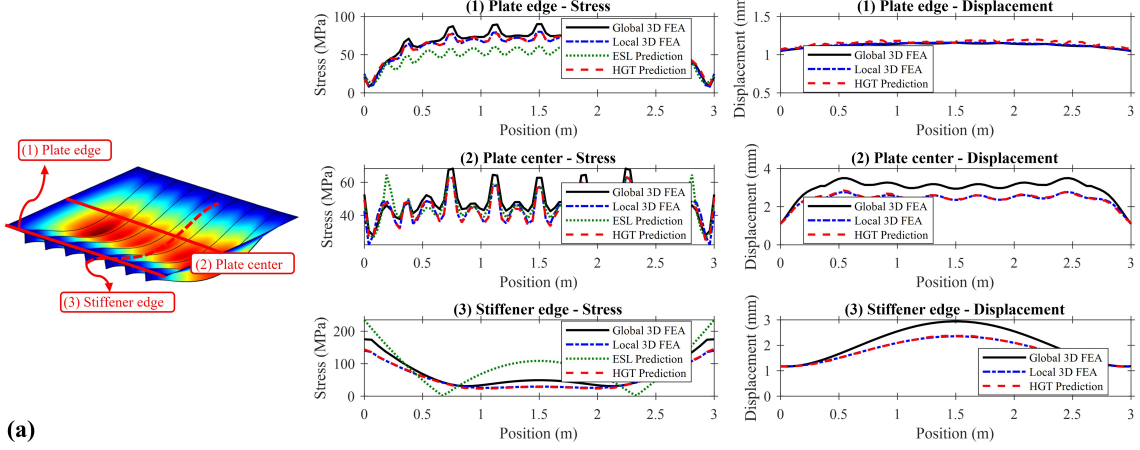 (1) Plate edge
(2) Plate center
(3) Stiffener edge
(a)
(1) Plate edge - Stress
Stress (MPa)
100
50
0
0 0.5 1 1.5 2 2.5 3
Position (m)
Global 3D FEA
Local 3D FEA
ESL Prediction
HGT Prediction
(1) Plate edge - Displacement
Displacement (mm)
1.5
1
0.5
0 0.5 1 1.5 2 2.5 3
Position (m)
Global 3D FEA
Local 3D FEA
HGT Prediction
(2) Plate center - Stress
Stress (MPa)
60
40
0 0.5 1 1.5 2 2.5 3
Position (m)
Global 3D FEA
Local 3D FEA
ESL Prediction
HGT Prediction
(2) Plate center - Displacement
Displacement (mm)
4
2
0
0 0.5 1 1.5 2 2.5 3
Position (m)
Global 3D FEA
Local 3D FEA
HGT Prediction
(3) Stiffener edge - Stress
Stress (MPa)
200
100
0
0 0.5 1 1.5 2 2.5 3
Position (m)
Global 3D FEA
Local 3D FEA
ESL Prediction
HGT Prediction
(3) Stiffener edge - Displacement
Displacement (mm)
3
2
1
0
0 0.5 1 1.5 2 2.5 3
Position (m)
Global 3D FEA
Local 3D FEA
HGT Prediction